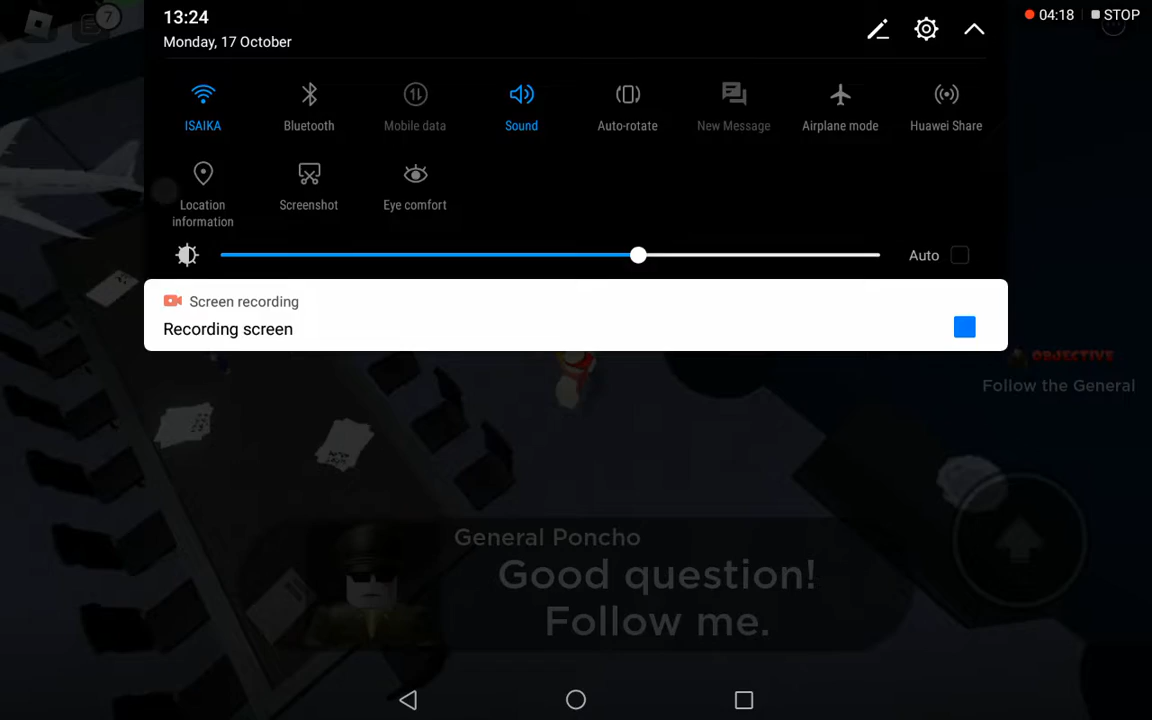 13:24
7
04:18
STOP
Monday, 17 October
ISAIKA
Bluetooth
Mobile data
Sound
Auto-rotate
New Message
Airplane mode
Huawei Share
Location
information
Screenshot
Eye comfort
Auto
Screen recording
Recording screen
OBJECTIVE
Follow the General
General Poncho
Good question!
Follow me.